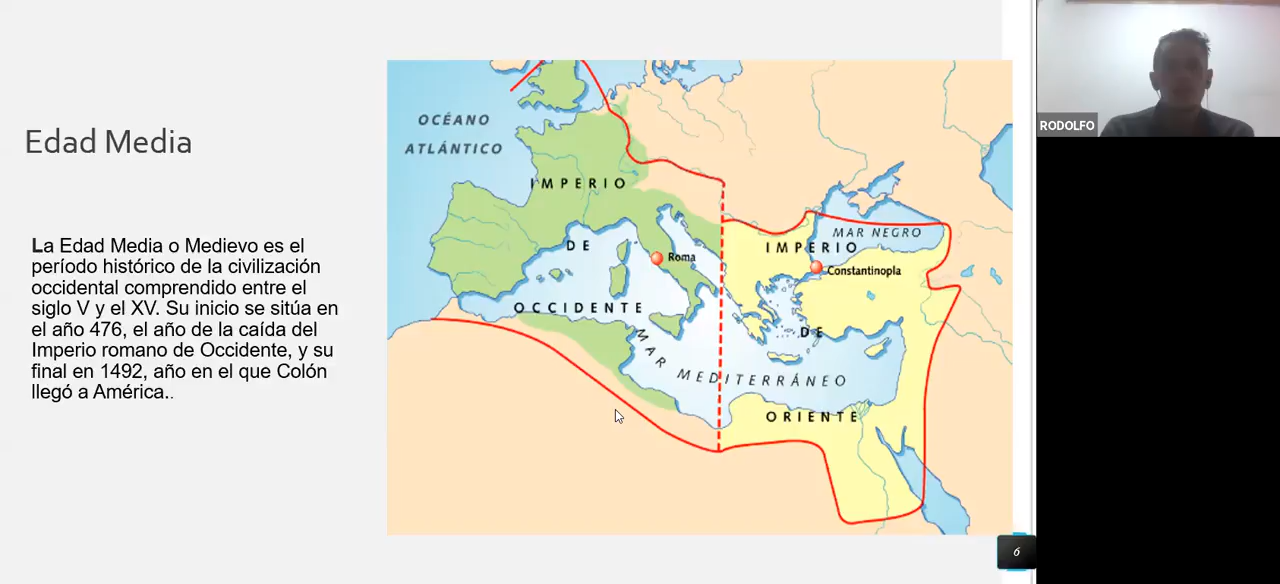 Edad Media
La Edad Media o Medievo es el
período histórico de la civilización
occidental comprendido entre el
siglo V y el XV. Su inicio se sitúa en
el año 476, el año de la caída del
Imperio romano de Occidente, y su
final en 1492, año en el que Colón
llegó a América..
OCÉANO
ATLÁNTICO
IMPERIO
DE
OCCIDENTE
Roma
MAR MEDITERRÁNEO
MAR NEGRO
IMPERIO
Constantinopla
DE
ORIENTE
6
RODOLFO